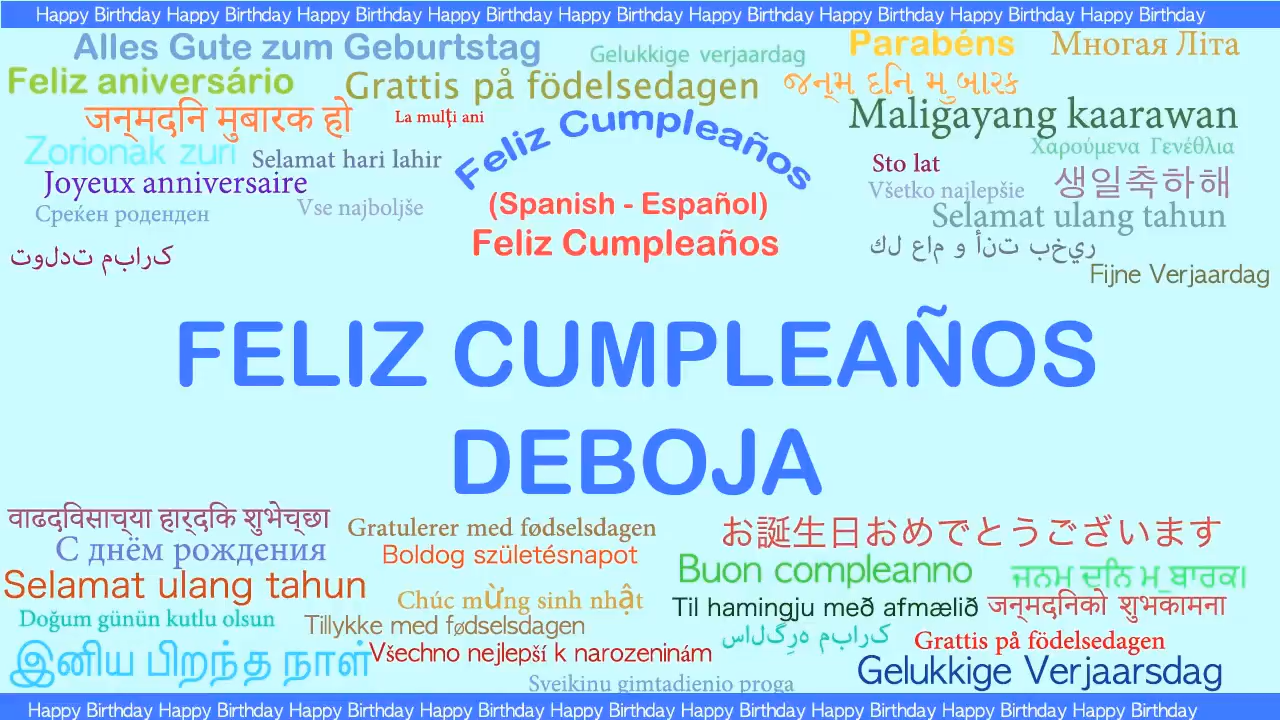 Happy Birthday Happy Birthday Happy Birthday Happy Birthday Happy Birthday Happy Birthday Happy Birthday Happy Birthday Happy Birthday
Alles Gute zum Geburtstag
Gelukkige verjaardag
Parabéns
Многая Літа
Feliz aniversário
Grattis på födelsedagen
જન્મ દિન મુબારક
जन्मदिन मुबारक हो
La mulţi ani
Feliz Cumpleaños
Maligayang kaarawan
Zorionak zuri
Selamat hari lahir
Χαρούμενα Γενέθλια
Sto lat
Joyeux anniversaire
(Spanish - Español)
Všetko najlepšie
생일축하해
Среќен роденден
Vse najboljše
Selamat ulang tahun
Feliz Cumpleaños
تولدت مبارک
كل عام و أنت بخير
Fijne Verjaardag
FELIZ CUMPLEAÑOS
DEBOJA
वाढदिवसाच्या हार्दिक शुभेच्छा
Gratulerer med fødselsdagen
お誕生日おめでとうございます
С днём рождения
Boldog születésnapot
Buon compleanno
ਜਨਮ ਦਿਨ ਮੁਬਾਰਕ।
Selamat ulang tahun
Chúc mừng sinh nhật
Til hamingju með afmælið
जन्मदिनको शुभकामना
Doğum günün kutlu olsun
Tillykke med fødselsdagen
سالگرہ مبارک
Grattis på födelsedagen
இனிய பிறந்த நாள்
Všechno nejlepší k narozeninám
Gelukkige Verjaarsdag
Sveikinu gimtadienio proga
Happy Birthday Happy Birthday Happy Birthday Happy Birthday Happy Birthday Happy Birthday Happy Birthday Happy Birthday Happy Birthday